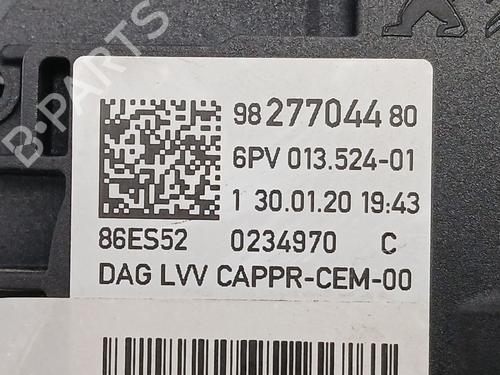 B-PARTS
98 277044 80
6PV 013.524-01
1 30.01.20 19:43
86ES52 0234970 C
DAG LVV CAPPR-CEM-00